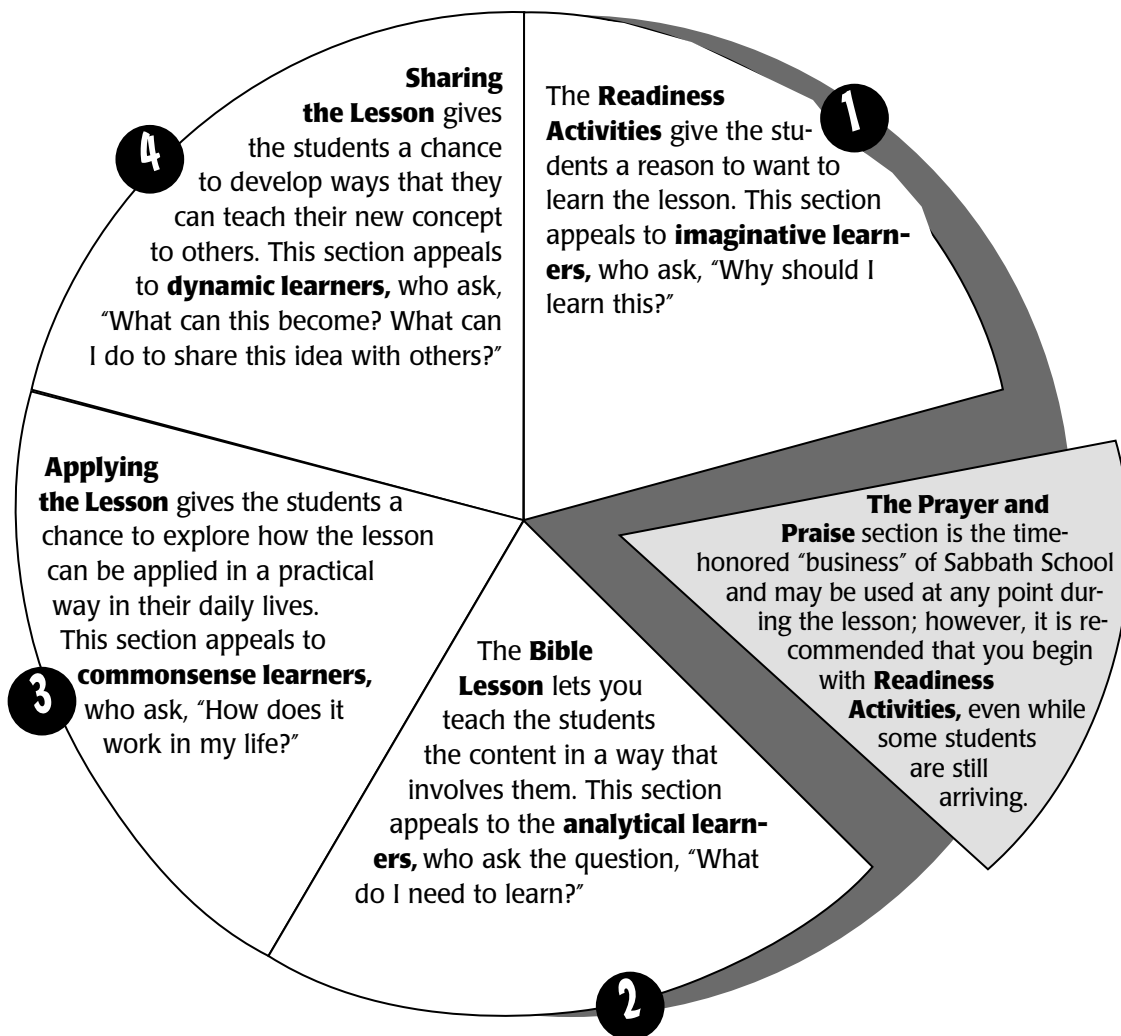 1
The Readiness
Activities give the stu-
dents a reason to want to
learn the lesson. This section
appeals to imaginative learn-
ers, who ask, “Why should I
learn this?”
The Prayer and
Praise section is the time-
honored “business” of Sabbath School
and may be used at any point dur-
ing the lesson; however, it is re-
commended that you begin
with Readiness
Activities, even while
some students
are still
arriving.
2
The Bible
Lesson lets you
teach the students
the content in a way that
involves them. This section
appeals to the analytical learn-
ers, who ask the question, “What
do I need to learn?”
3
Applying
the Lesson gives the students a
chance to explore how the lesson
can be applied in a practical
way in their daily lives.
This section appeals to
commonsense learners,
who ask, “How does it
work in my life?”
4
Sharing
the Lesson gives
the students a chance
to develop ways that they
can teach their new concept
to others. This section appeals
to dynamic learners, who ask,
“What can this become? What can
I do to share this idea with others?”